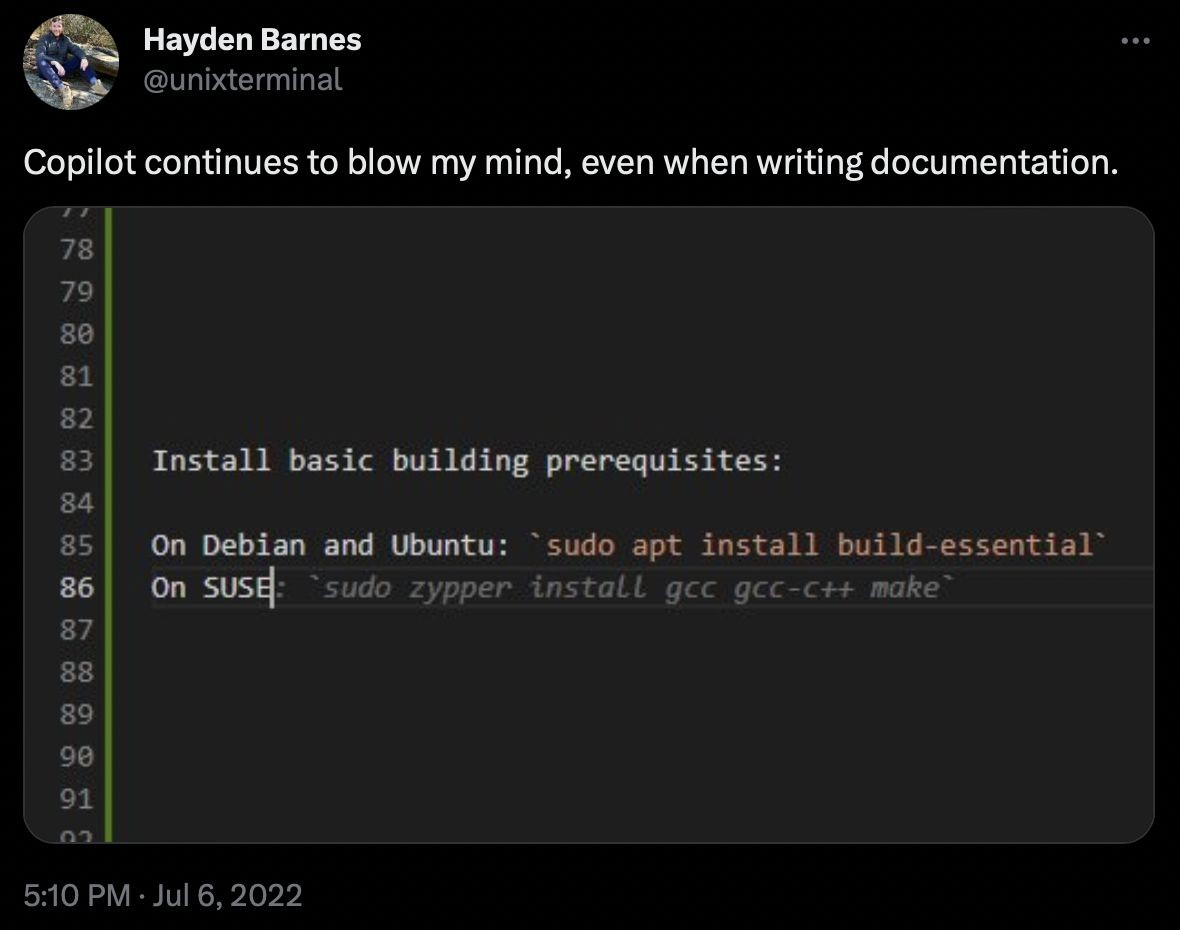 Hayden Barnes
@unixterminal
Copilot continues to blow my mind, even when writing documentation.
77
78
79
80
81
82
83 Install basic building prerequisites:
84
85 On Debian and Ubuntu: `sudo apt install build-essential`
86 On SUSE: `sudo zypper install gcc gcc-c++ make`
87
88
89
90
91
92
5:10 PM · Jul 6, 2022